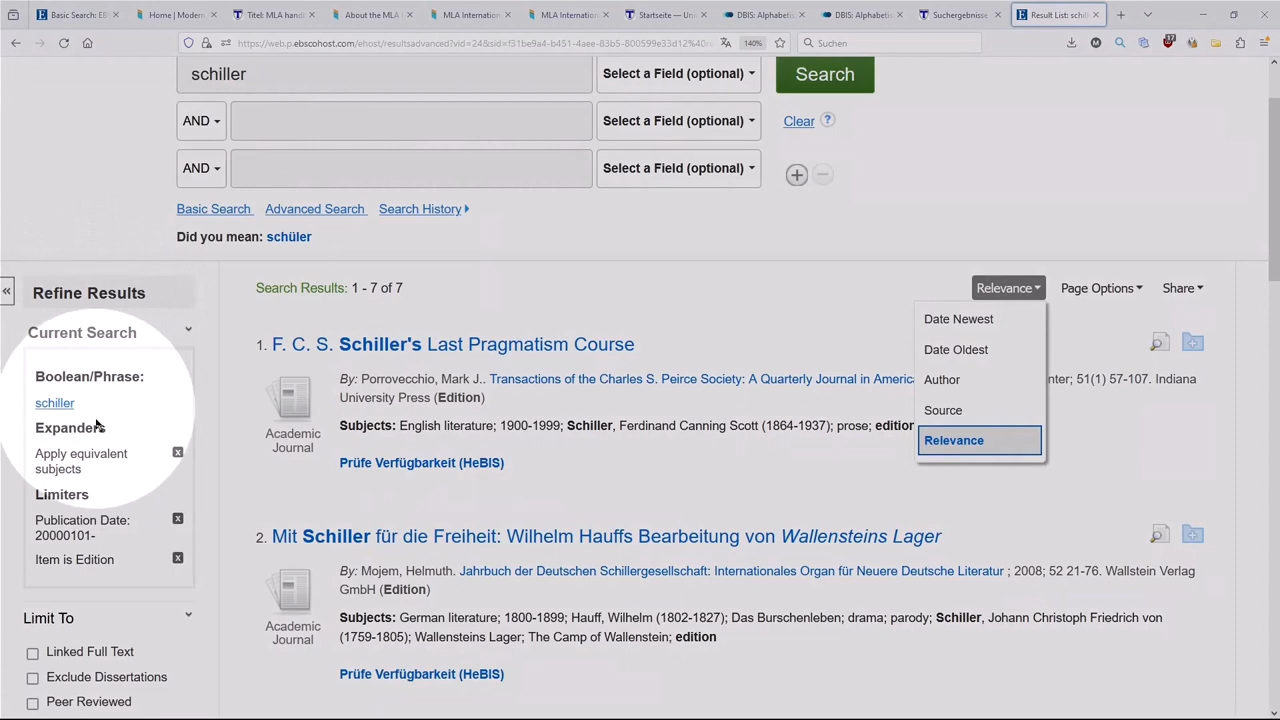 Basic Search: EB
Home | Modern
Titel: MLA hand
About the MLA I
MLA Internation
MLA Internation
Startseite — Uni
DBIS: Alphabetis
DBIS: Alphabetis
Suchergebnisse
Result List: schil
https://web.p.ebscohost.com/ehost/resultsadvanced?vid=24&sid=f31be9a4-b451-4aee-83b5-800599e33d12%40r
140%
Suchen
schiller
Select a Field (optional)
Search
AND
Select a Field (optional)
Clear
AND
Select a Field (optional)
Basic Search Advanced Search Search History
Did you mean: schüler
Refine Results
Current Search
Boolean/Phrase:
schiller
Expanders
Apply equivalent
subjects
Limiters
Publication Date:
20000101-
Item is Edition
Limit To
Linked Full Text
Exclude Dissertations
Peer Reviewed
Search Results: 1 - 7 of 7
Relevance
Page Options
Share
Date Newest
Date Oldest
Author
Source
Relevance
1. F. C. S. Schiller's Last Pragmatism Course
Academic
Journal
By: Porrovecchio, Mark J.. Transactions of the Charles S. Peirce Society: A Quarterly Journal in America nter; 51(1) 57-107. Indiana
University Press (Edition)
Subjects: English literature; 1900-1999; Schiller, Ferdinand Canning Scott (1864-1937); prose; edition
Prüfe Verfügbarkeit (HeBIS)
2. Mit Schiller für die Freiheit: Wilhelm Hauffs Bearbeitung von Wallensteins Lager
Academic
Journal
By: Mojem, Helmuth. Jahrbuch der Deutschen Schillergesellschaft: Internationales Organ für Neuere Deutsche Literatur ; 2008; 52 21-76. Wallstein Verlag
GmbH (Edition)
Subjects: German literature; 1800-1899; Hauff, Wilhelm (1802-1827); Das Burschenleben; drama; parody; Schiller, Johann Christoph Friedrich von
(1759-1805); Wallensteins Lager; The Camp of Wallenstein; edition
Prüfe Verfügbarkeit (HeBIS)